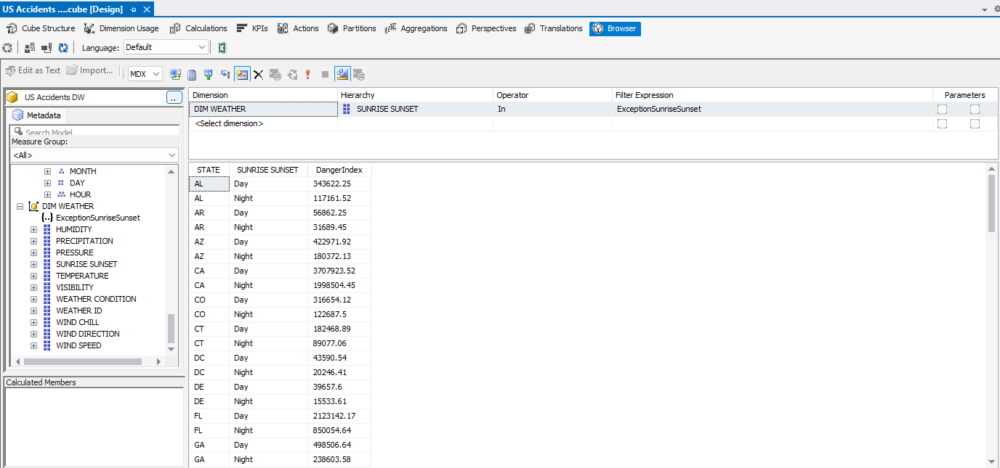 US Accidents ....cube [Design]
Cube Structure Dimension Usage Calculations KPIs Actions Partitions Aggregations Perspectives Translations Browser
Language: Default
Edit as Text Import... MDX
US Accidents DW ..
Metadata
Search Model
Measure Group:
<All>
MONTH
DAY
HOUR
DIM WEATHER
ExceptionSunriseSunset
HUMIDITY
PRECIPITATION
PRESSURE
SUNRISE SUNSET
TEMPERATURE
VISIBILITY
WEATHER CONDITION
WEATHER ID
WIND CHILL
WIND DIRECTION
WIND SPEED
Calculated Members
Dimension Hierarchy Operator Filter Expression Parameters
DIM WEATHER SUNRISE SUNSET In ExceptionSunriseSunset
<Select dimension>
STATE SUNRISE SUNSET DangerIndex
AL Day 343622.25
AL Night 117161.52
AR Day 56862.25
AR Night 31689.45
AZ Day 422971.92
AZ Night 180372.13
CA Day 3707923.52
CA Night 1998504.45
CO Day 316654.12
CO Night 122687.5
CT Day 182468.89
CT Night 89077.06
DC Day 43590.54
DC Night 20246.41
DE Day 39657.6
DE Night 15533.61
FL Day 2123142.17
FL Night 850054.64
GA Day 498506.64
GA Night 238603.58